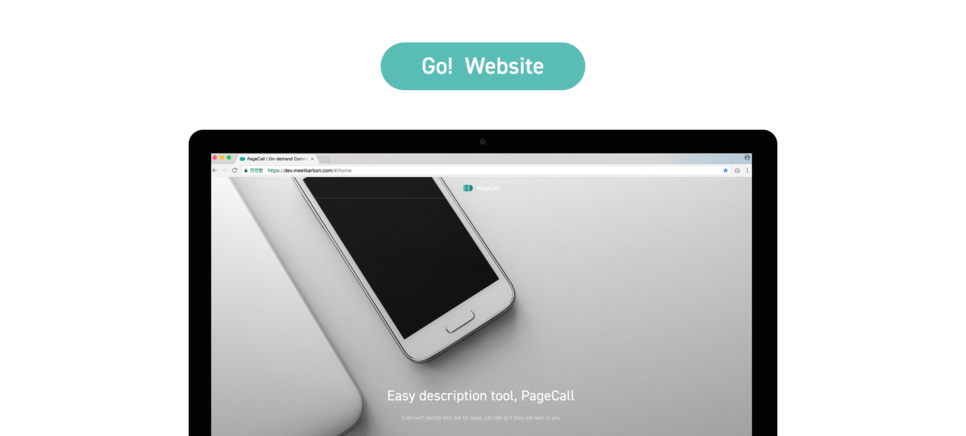 Go! Website
PageCall | On-demand Comm
안전함 | https://dev.meetkarbon.com/#/home
PageCall
Easy description tool, PageCall
Even with people who are far away, can talk as if they are next to you.